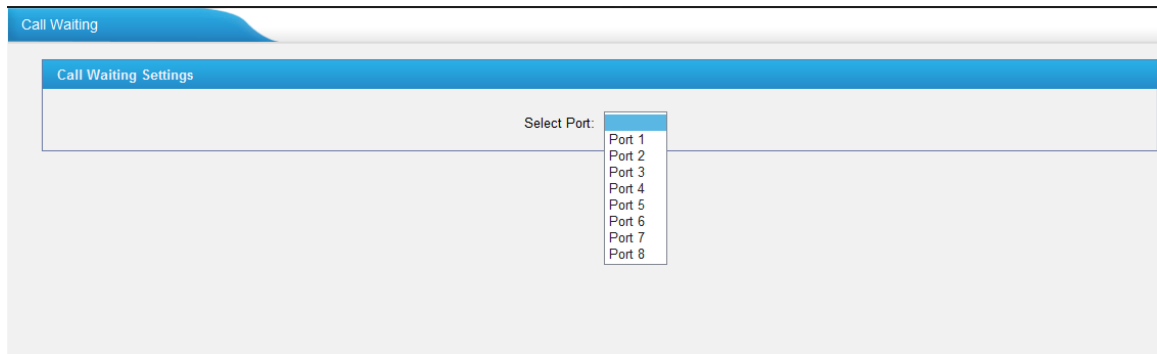 Call Waiting
Call Waiting Settings
Select Port:
Port 1
Port 2
Port 3
Port 4
Port 5
Port 6
Port 7
Port 8